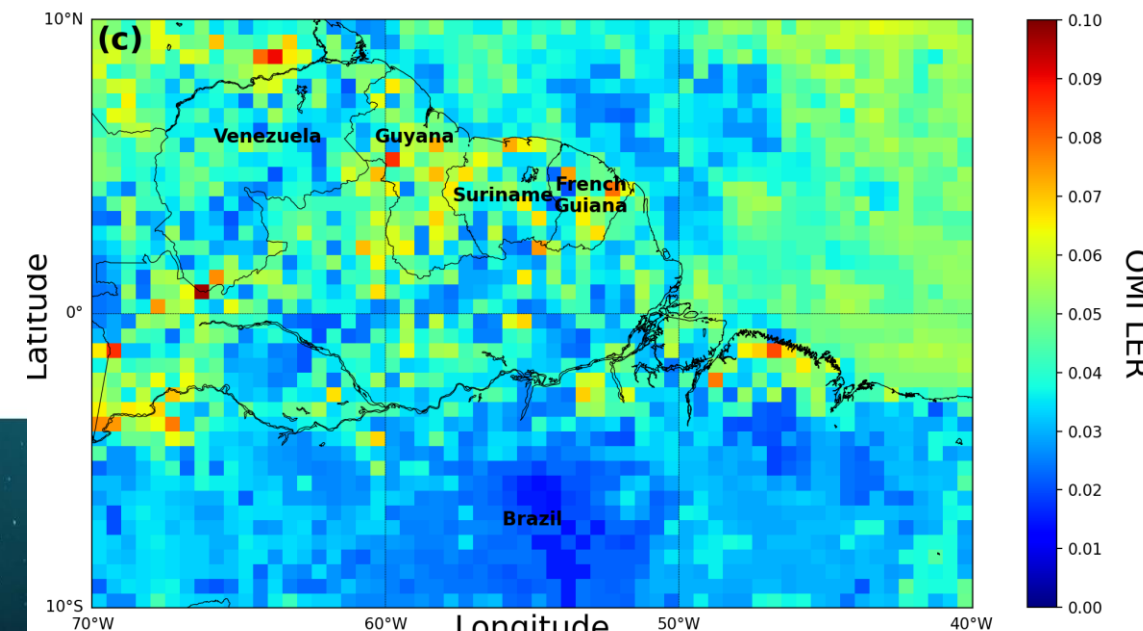 10°N
(c)
Venezuela
Guyana
Suriname
French
Guiana
Brazil
0°
10°S
70°W
60°W
50°W
40°W
Latitude
Longitude
0.10
0.09
0.08
0.07
0.06
0.05
0.04
0.03
0.02
0.01
0.00
OMI LER